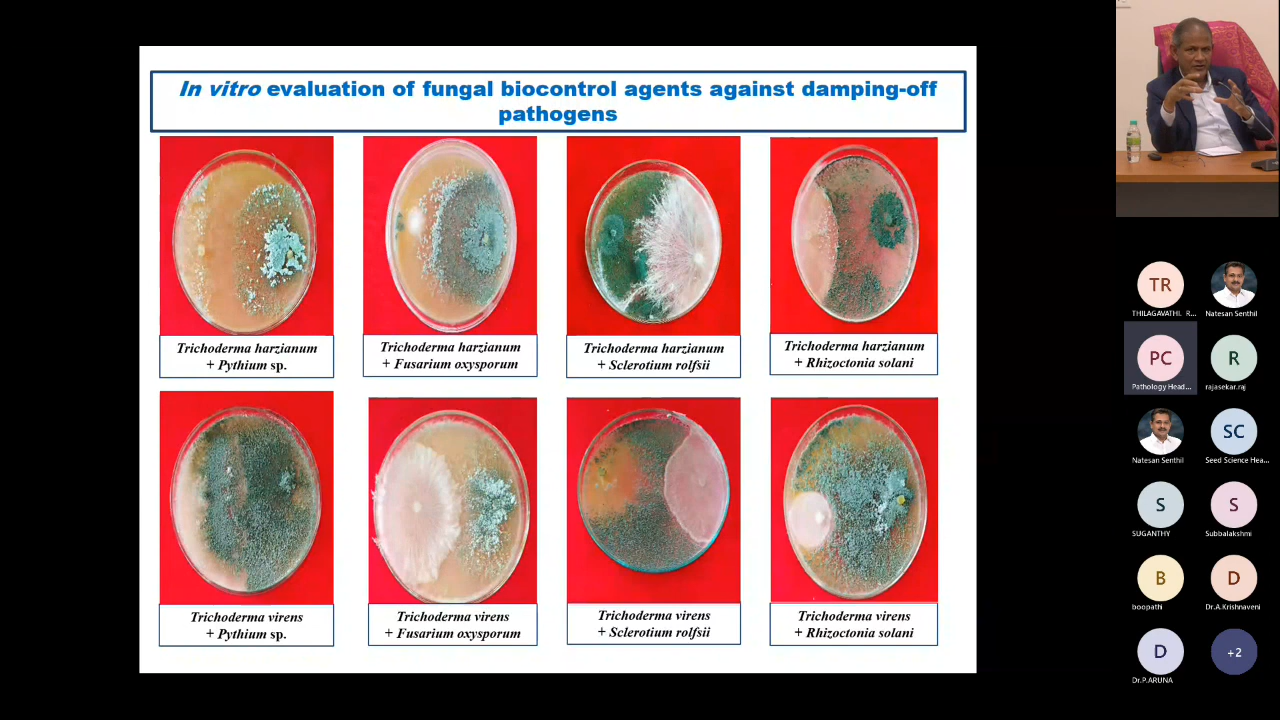 In vitro evaluation of fungal biocontrol agents against damping-off
pathogens
Trichoderma harzianum
+ Pythium sp.
Trichoderma harzianum
+ Fusarium oxysporum
Trichoderma harzianum
+ Sclerotium rolfsii
Trichoderma harzianum
+ Rhizoctonia solani
Trichoderma virens
+ Pythium sp.
Trichoderma virens
+ Fusarium oxysporum
Trichoderma virens
+ Sclerotium rolfsii
Trichoderma virens
+ Rhizoctonia solani
TR
THILAGAVATHI. R...
Natesan Senthil
PC
Pathology Head...
R
rajasekar.raj
Natesan Senthil
SC
Seed Science Hea...
S
SUGANTHY
S
Subbalakshmi
B
boopathi
D
Dr.A.Krishnaveni
D
Dr.P.ARUNA
+2